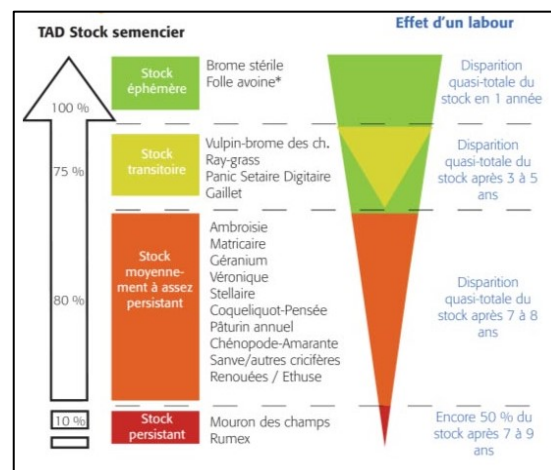 TAD Stock semencier
Effet d'un labour
100 %
Stock
éphémère
Brome stérile
Folle avoine*
Disparition
quasi-totale du
stock en 1 année
75 %
Stock
transitoire
Vulpin-brome des ch.
Ray-grass
Panic Setaire Digitaire
Gaillet
Disparition
quasi-totale du
stock après 3 à 5
ans
80 %
Stock
moyenne-
ment à assez
persistant
Ambroisie
Matricaire
Géranium
Véronique
Stellaire
Coqueliquot-Pensée
Pâturin annuel
Chénopode-Amarante
Sanve/autres cricifères
Renouées / Ethuse
Disparition
quasi-totale du
stock après 7 à 8
ans
10 %
Stock
persistant
Mouron des champs
Rumex
Encore 50 % du
stock après 7 à 9
ans